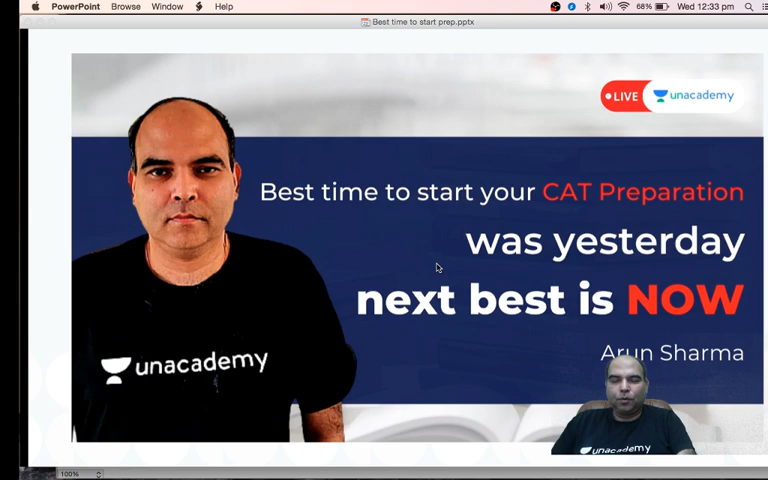 PowerPoint Browse Window Help 68% Wed 12:33 pm
Best time to start prep.pptx
LIVE unacademy
Best time to start your CAT Preparation
was yesterday
next best is NOW
Arun Sharma
unacademy
unacademy
100%